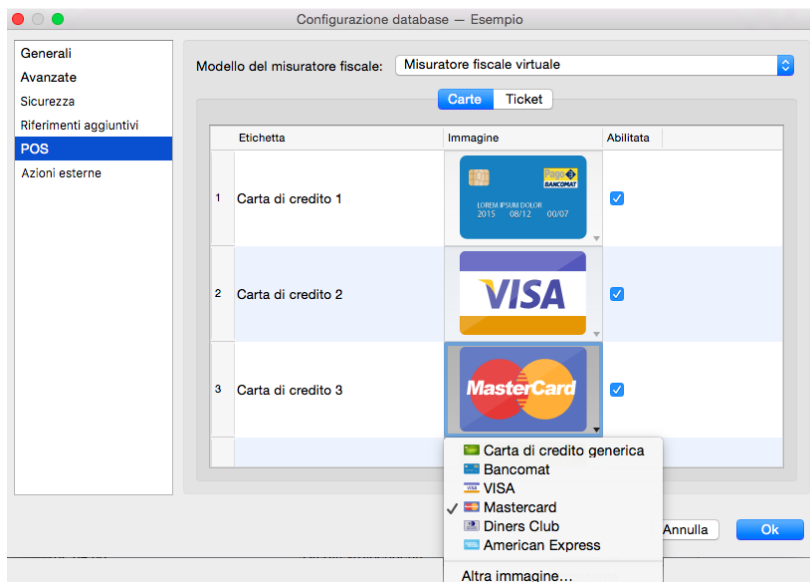 Configurazione database — Esempio
Generali
Avanzate
Sicurezza
Riferimenti aggiuntivi
POS
Azioni esterne
Modello del misuratore fiscale: Misuratore fiscale virtuale
Carte Ticket
Etichetta Immagine Abilitata
1 Carta di credito 1
Pago
BANCOMAT
LOREM IPSUM DOLOR
2015 08/12 00/07
2 Carta di credito 2
VISA
3 Carta di credito 3
MasterCard
Carta di credito generica
Bancomat
VISA
✓ Mastercard
Diners Club
American Express
Altra immagine...
Annulla Ok